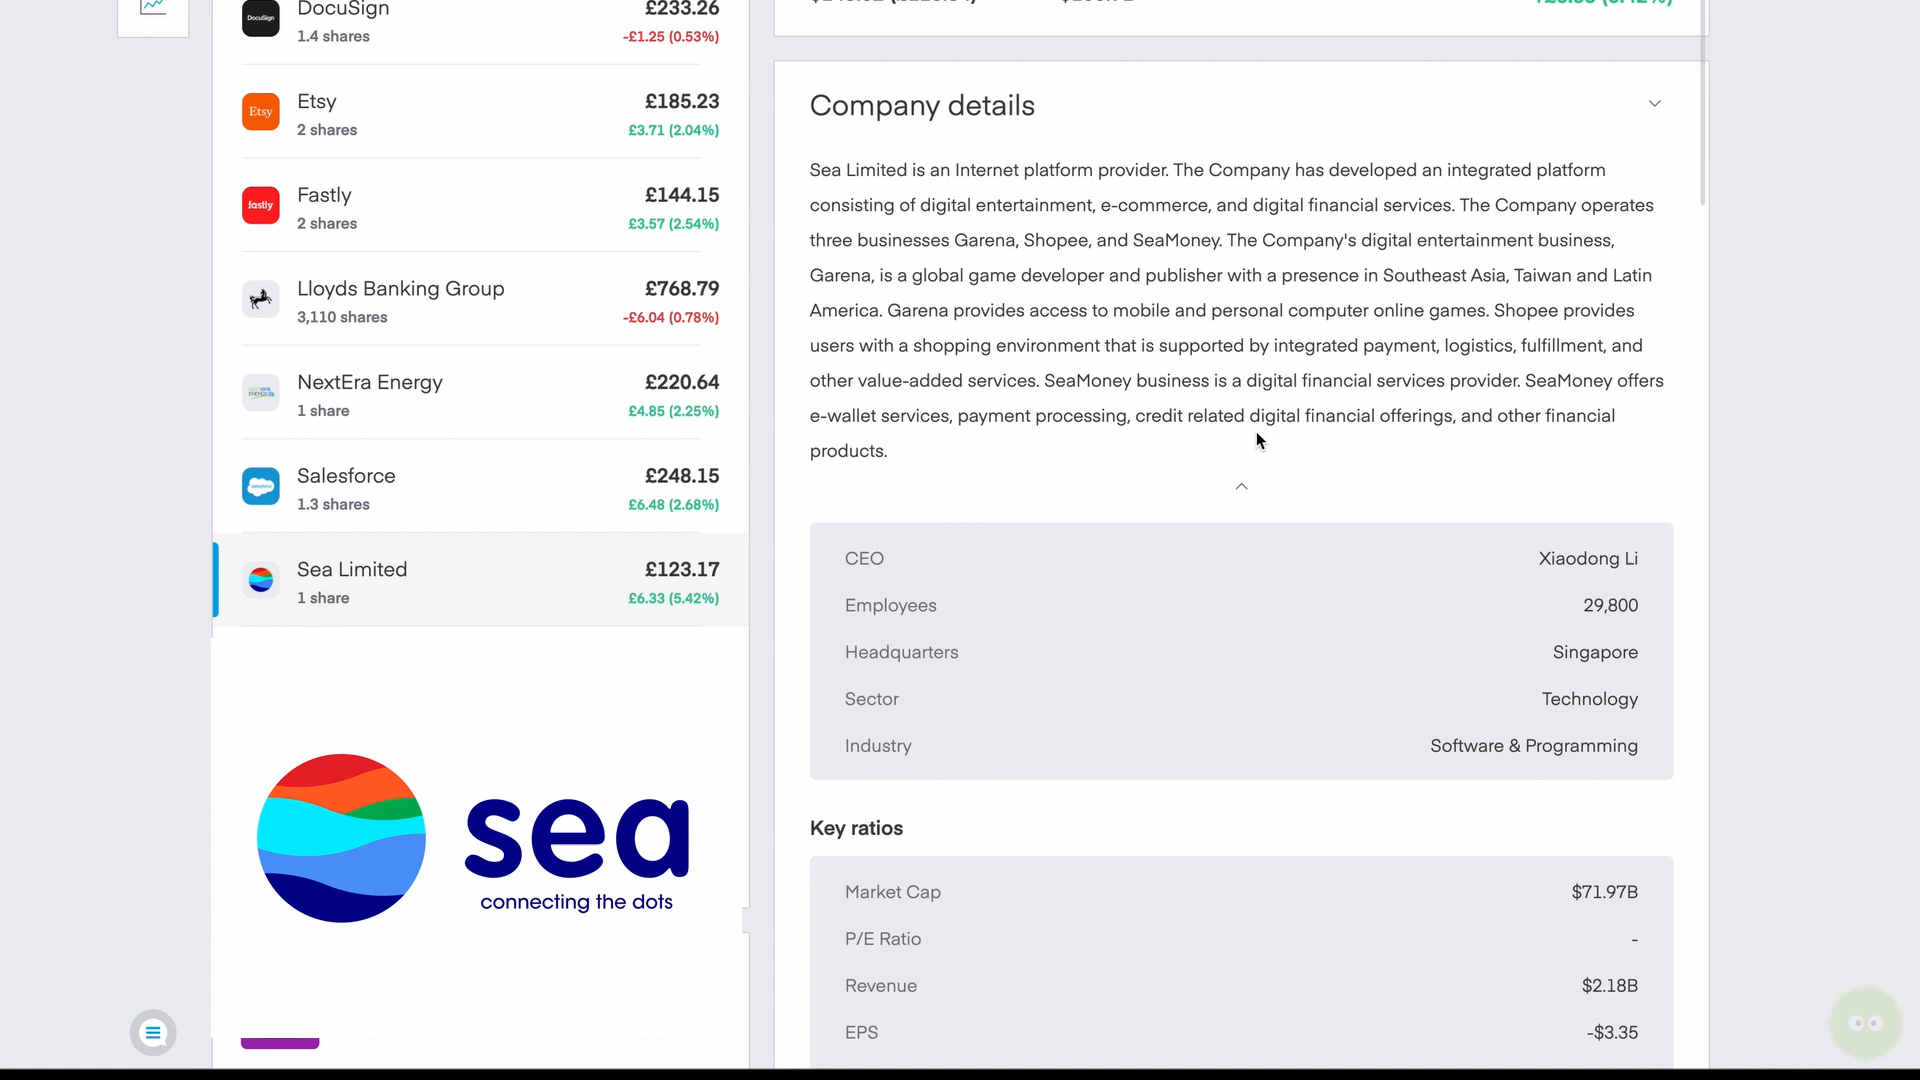 DocuSign
£233.26
DocuSign
1.4 shares
-£1.25 (0.53%)
Etsy
£185.23
Etsy
2 shares
£3.71 (2.04%)
Fastly
£144.15
fastly
2 shares
£3.57 (2.54%)
Lloyds Banking Group
£768.79
3,110 shares
-£6.04 (0.78%)
NextEra Energy
£220.64
1 share
£4.85 (2.25%)
Salesforce
£248.15
salesforce
1.3 shares
£6.48 (2.68%)
Sea Limited
£123.17
1 share
£6.33 (5.42%)
sea
connecting the dots
Company details
Sea Limited is an Internet platform provider. The Company has developed an integrated platform
consisting of digital entertainment, e-commerce, and digital financial services. The Company operates
three businesses Garena, Shopee, and SeaMoney. The Company's digital entertainment business,
Garena, is a global game developer and publisher with a presence in Southeast Asia, Taiwan and Latin
America. Garena provides access to mobile and personal computer online games. Shopee provides
users with a shopping environment that is supported by integrated payment, logistics, fulfillment, and
other value-added services. SeaMoney business is a digital financial services provider. SeaMoney offers
e-wallet services, payment processing, credit related digital financial offerings, and other financial
products.
CEO
Xiaodong Li
Employees
29,800
Headquarters
Singapore
Sector
Technology
Industry
Software & Programming
Key ratios
Market Cap
$71.97B
P/E Ratio
-
Revenue
$2.18B
EPS
-$3.35